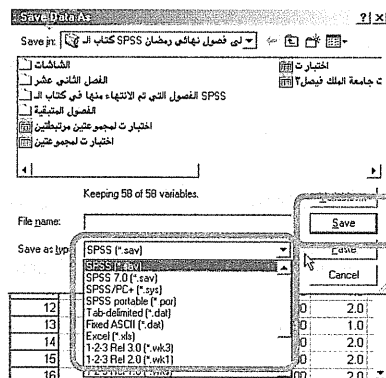 Save Data As
Save in: لى فصول نهائي رمضان SPSS كتاب الـ
الشاشات
الفصل الثاني عشر
SPSS الفصول التي تم الانتهاء منها في كتاب الـ
الفصول المتبقية
اختبار ت لمجموعتين مرتبطتين
اختبار ت لمجموعتين
اختبار ت
ت جامعة الملك فيصل٢
Keeping 58 of 58 variables.
File name:
Save
Save as type: SPSS (*.sav)
Paste
Cancel
SPSS (*.sav)
SPSS 7.0 (*.sav)
SPSS/PC+ (*.sys)
SPSS portable (*.por)
Tab-delimited (*.dat)
Fixed ASCII (*.dat)
Excel (*.xls)
1-2-3 Rel 3.0 (*.wk3)
1-2-3 Rel 2.0 (*.wk1)
12 2.0
13 1.0
14 2.0
15 2.0
16 2.0